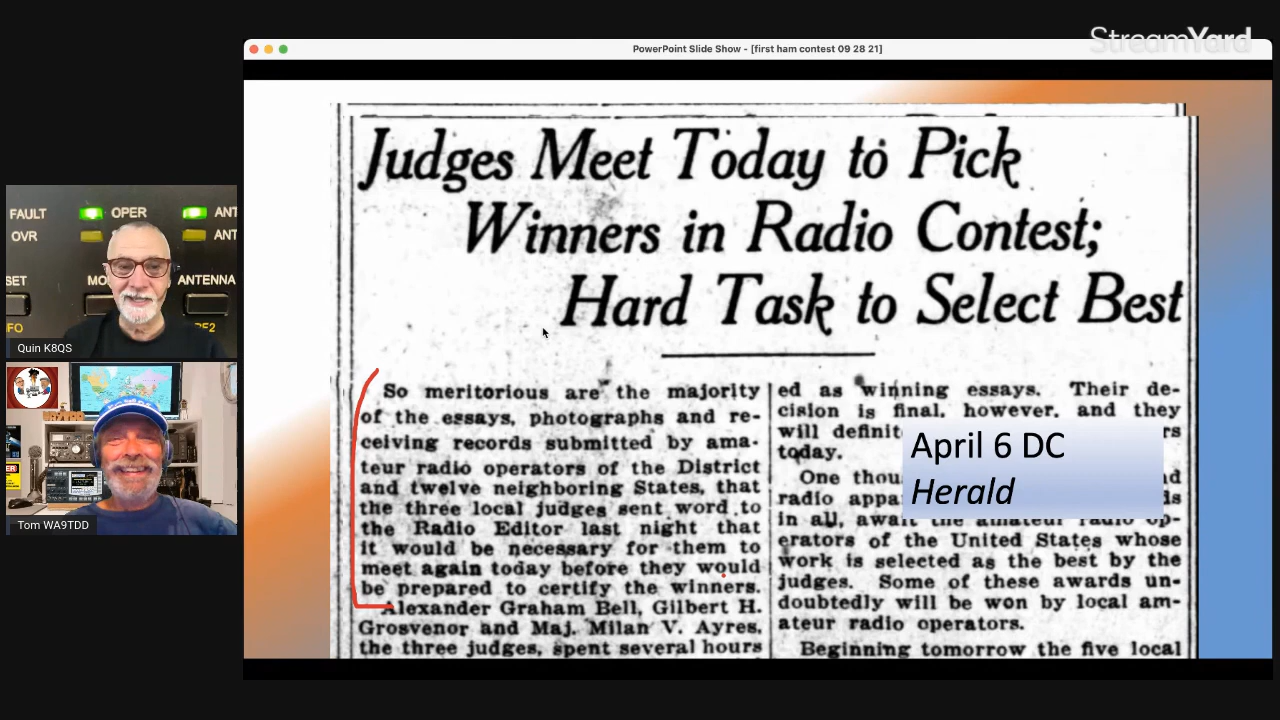 StreamYard
PowerPoint Slide Show - [first ham contest 09 28 21]
FAULT OPER ANT
OVR ANT
SET MO ANTENNA
Quin K8QS
Tom WA9TDD
Judges Meet Today to Pick
Winners in Radio Contest;
Hard Task to Select Best
So meritorious are the majority
of the essays, photographs and re-
ceiving records submitted by ama-
teur radio operators of the District
and twelve neighboring States, that
the three local judges sent word to
the Radio Editor last night that
it would be necessary for them to
meet again today before they would
be prepared to certify the winners.
Alexander Graham Bell, Gilbert H.
Grosvenor and Maj. Milan V. Ayres,
the three judges, spent several hours
ed as winning essays. Their de-
cision is final, however, and they
will definit rs
today.
One thou d
radio appa ds
in all, await the amateur radio op-
erators of the United States whose
work is selected as the best by the
judges. Some of these awards un-
doubtedly will be won by local am-
ateur radio operators.
Beginning tomorrow the five local
April 6 DC
Herald